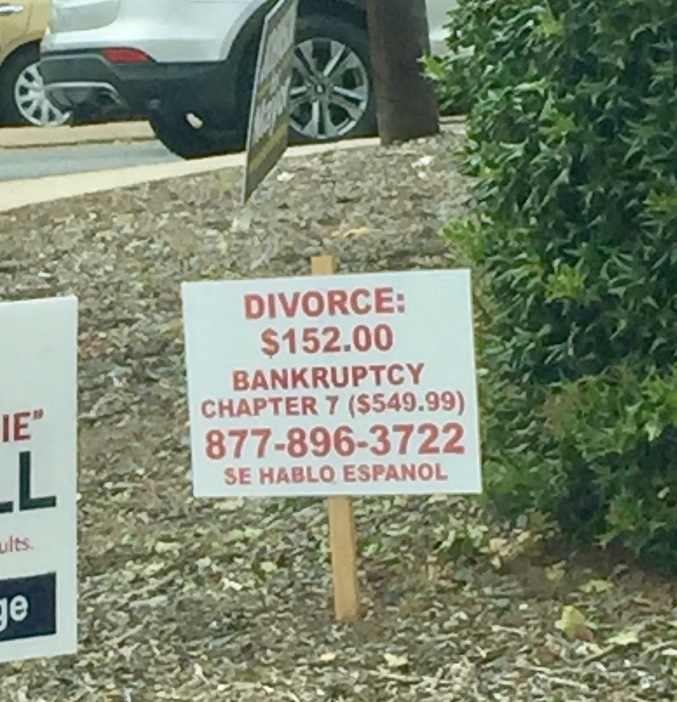 DIVORCE:
$152.00
BANKRUPTCY
CHAPTER 7 ($549.99)
877-896-3722
SE HABLO ESPANOL
IE"
LL
ults.
ge